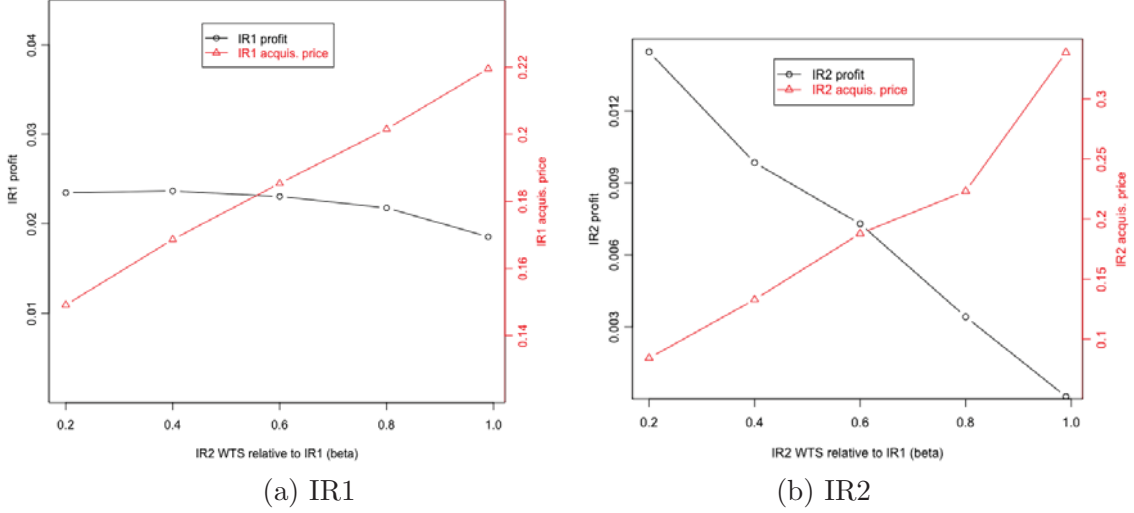 IR1 profit
IR1 acquis. price
0.04
0.03
0.02
0.01
IR1 profit
0.22
0.2
0.18
0.16
0.14
IR1 acquis. price
0.2
0.4
0.6
0.8
1.0
IR2 WTS relative to IR1 (beta)
(a) IR1
IR2 profit
IR2 acquis. price
0.012
0.009
0.006
0.003
IR2 profit
0.3
0.25
0.2
0.15
0.1
IR2 acquis. price
0.2
0.4
0.6
0.8
1.0
IR2 WTS relative to IR1 (beta)
(b) IR2